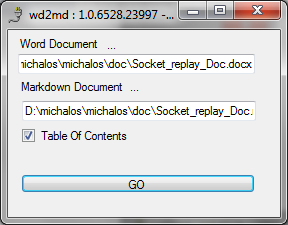 wd2md : 1.0.6528.23997 -...
Word Document ...
michalos\michalos\doc\Socket_replay_Doc.docx
Markdown Document ...
D:\michalos\michalos\doc\Socket_replay_Doc.
Table Of Contents
GO